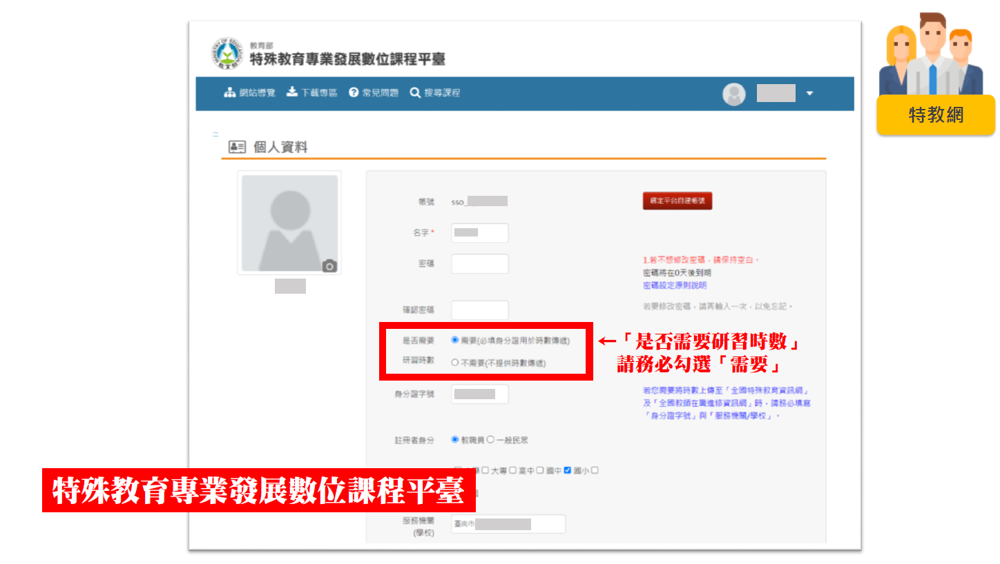 教育部
特殊教育專業發展數位課程平臺
網站導覽 下載專區 常見問題 搜尋課程
特教網
個人資料
帳號 sso_ 綁定平台自建帳號
名字*
密碼
1.若不想修改密碼，請保持空白。
密碼將在0天後到期
密碼設定原則說明
確認密碼
若要修改密碼，請再輸入一次，以免忘記。
是否需要
研習時數
需要(必填身分證用於時數傳遞)
不需要(不提供時數傳遞)
←「是否需要研習時數」
請務必勾選「需要」
身分證字號
若您需要將時數上傳至「全國特殊教育資訊網」
及「全國教師在職進修資訊網」時，請務必填寫
「身分證字號」與「服務機關/學校」。
註冊者身分 教職員 一般民眾
大專 高中 國中 國小
特殊教育專業發展數位課程平臺
服務機關
(學校)
臺南市